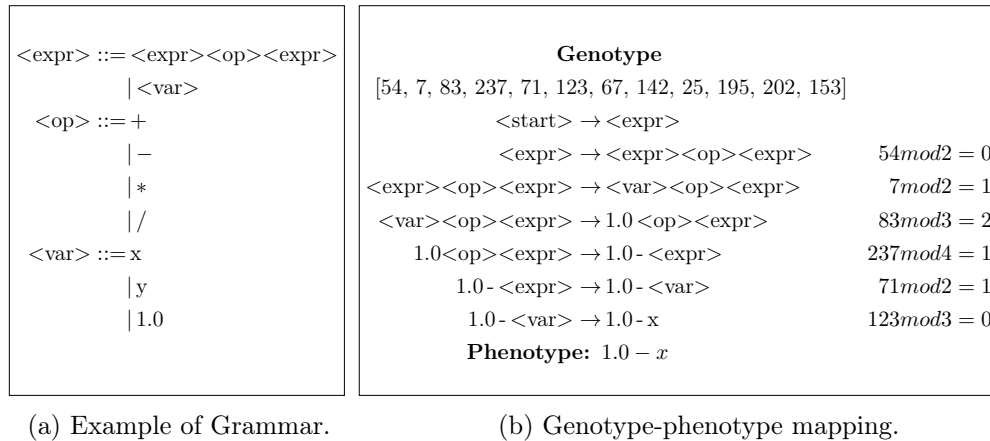 <expr> ::= <expr><op><expr>
| <var>
<op> ::= +
| −
| ∗
| /
<var> ::= x
| y
| 1.0
(a) Example of Grammar.
Genotype
[54, 7, 83, 237, 71, 123, 67, 142, 25, 195, 202, 153]
<start> → <expr>
<expr> → <expr><op><expr> 54mod2 = 0
<expr><op><expr> → <var><op><expr> 7mod2 = 1
<var><op><expr> → 1.0 <op><expr> 83mod3 = 2
1.0<op><expr> → 1.0 - <expr> 237mod4 = 1
1.0 - <expr> → 1.0 - <var> 71mod2 = 1
1.0 - <var> → 1.0 - x 123mod3 = 0
Phenotype: 1.0 − x
(b) Genotype-phenotype mapping.